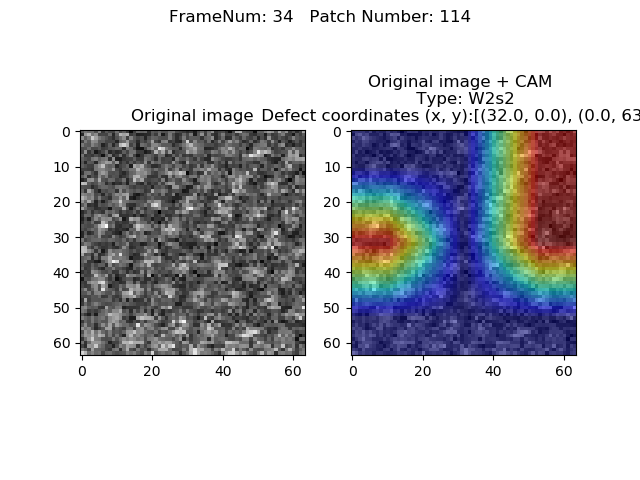 FrameNum: 34   Patch Number: 114
Original image + CAM
Type: W2s2
Original image
Defect coordinates (x, y):[(32.0, 0.0), (0.0, 63
0
10
20
30
40
50
60
0 20 40 60
0
10
20
30
40
50
60
0 20 40 60